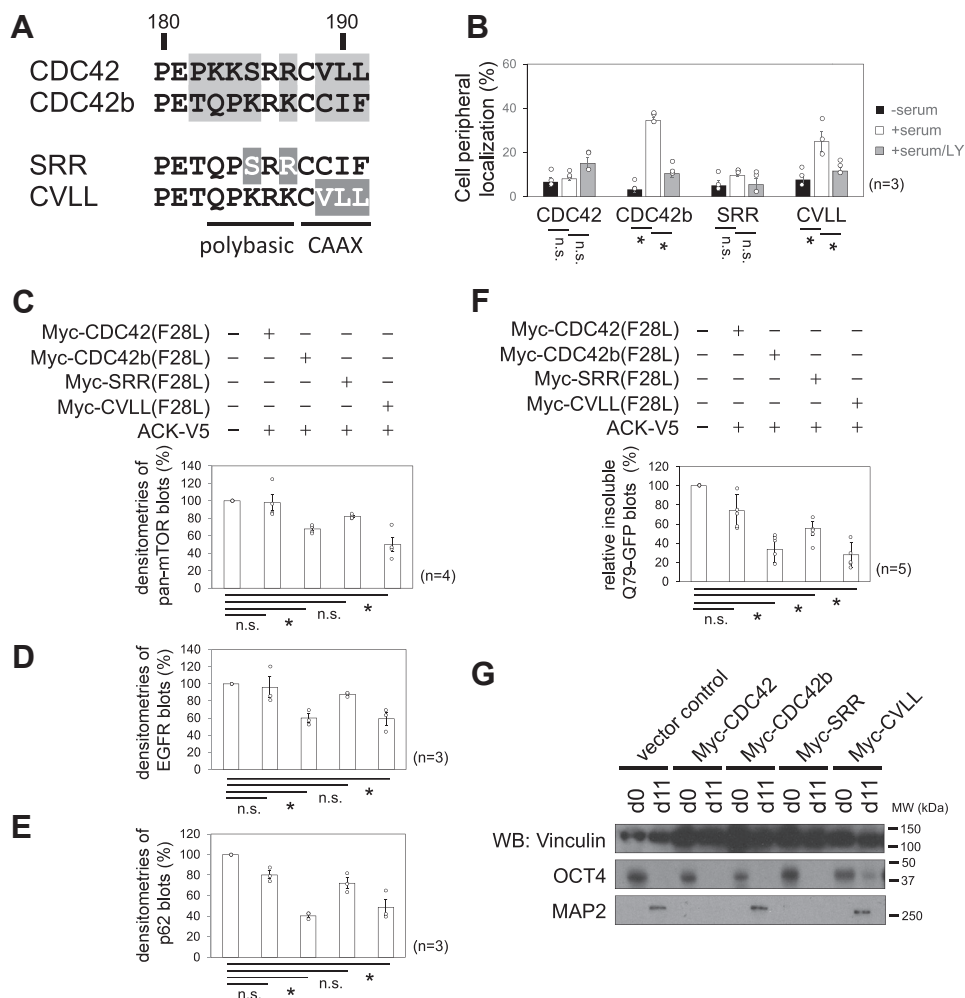 A
180 190
CDC42 PEPKKSRRCVLL
CDC42b PETQPKRKCCIF
SRR PETQPSRRCCIF
CVLL PETQPKRKCVLL
polybasic CAAX
B
Cell peripheral
localization (%)
60
40
20
0
-serum
+serum
+serum/LY
(n=3)
CDC42 CDC42b SRR CVLL
n.s. n.s. * * n.s. n.s. * *
C
Myc-CDC42(F28L) – + – – –
Myc-CDC42b(F28L) – – + – –
Myc-SRR(F28L) – – – + –
Myc-CVLL(F28L) – – – – +
ACK-V5 – + + + +
densitometries of
pan-mTOR blots (%)
140
120
100
80
60
40
20
0
(n=4)
n.s. * n.s. *
D
densitometries of
EGFR blots (%)
140
120
100
80
60
40
20
0
(n=3)
n.s. * n.s. *
E
densitometries of
p62 blots (%)
120
100
80
60
40
20
0
(n=3)
n.s. * n.s. *
F
Myc-CDC42(F28L) – + – – –
Myc-CDC42b(F28L) – – + – –
Myc-SRR(F28L) – – – + –
Myc-CVLL(F28L) – – – – +
ACK-V5 – + + + +
relative insoluble
Q79-GFP blots (%)
120
100
80
60
40
20
0
(n=5)
n.s. * * *
G
vector control Myc-CDC42 Myc-CDC42b Myc-SRR Myc-CVLL
d0 d11 d0 d11 d0 d11 d0 d11 d0 d11 MW (kDa)
WB: Vinculin 150
100
OCT4 50
37
MAP2 250